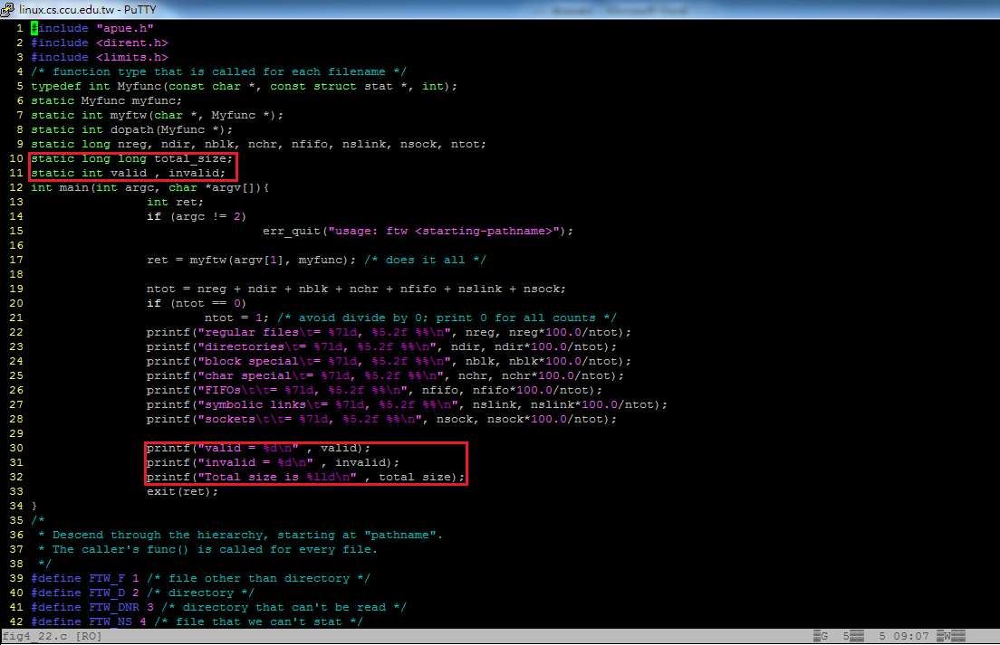 linux.cs.ccu.edu.tw - PuTTY
1 #include "apue.h"
2 #include <dirent.h>
3 #include <limits.h>
4 /* function type that is called for each filename */
5 typedef int Myfunc(const char *, const struct stat *, int);
6 static Myfunc myfunc;
7 static int myftw(char *, Myfunc *);
8 static int dopath(Myfunc *);
9 static long nreg, ndir, nblk, nchr, nfifo, nslink, nsock, ntot;
10 static long long total_size;
11 static int valid , invalid;
12 int main(int argc, char *argv[]){
13 int ret;
14 if (argc != 2)
15 err_quit("usage: ftw <starting-pathname>");
16
17 ret = myftw(argv[1], myfunc); /* does it all */
18
19 ntot = nreg + ndir + nblk + nchr + nfifo + nslink + nsock;
20 if (ntot == 0)
21 ntot = 1; /* avoid divide by 0; print 0 for all counts */
22 printf("regular files\t= %7ld, %5.2f %%\n", nreg, nreg*100.0/ntot);
23 printf("directories\t= %7ld, %5.2f %%\n", ndir, ndir*100.0/ntot);
24 printf("block special\t= %7ld, %5.2f %%\n", nblk, nblk*100.0/ntot);
25 printf("char special\t= %7ld, %5.2f %%\n", nchr, nchr*100.0/ntot);
26 printf("FIFOs\t\t= %7ld, %5.2f %%\n", nfifo, nfifo*100.0/ntot);
27 printf("symbolic links\t= %7ld, %5.2f %%\n", nslink, nslink*100.0/ntot);
28 printf("sockets\t\t= %7ld, %5.2f %%\n", nsock, nsock*100.0/ntot);
29
30 printf("valid = %d\n" , valid);
31 printf("invalid = %d\n" , invalid);
32 printf("Total size is %lld\n" , total_size);
33 exit(ret);
34 }
35 /*
36 * Descend through the hierarchy, starting at "pathname".
37 * The caller's func() is called for every file.
38 */
39 #define FTW_F 1 /* file other than directory */
40 #define FTW_D 2 /* directory */
41 #define FTW_DNR 3 /* directory that can't be read */
42 #define FTW_NS 4 /* file that we can't stat */
fig4_22.c [RO] G 5 5 09:07 W